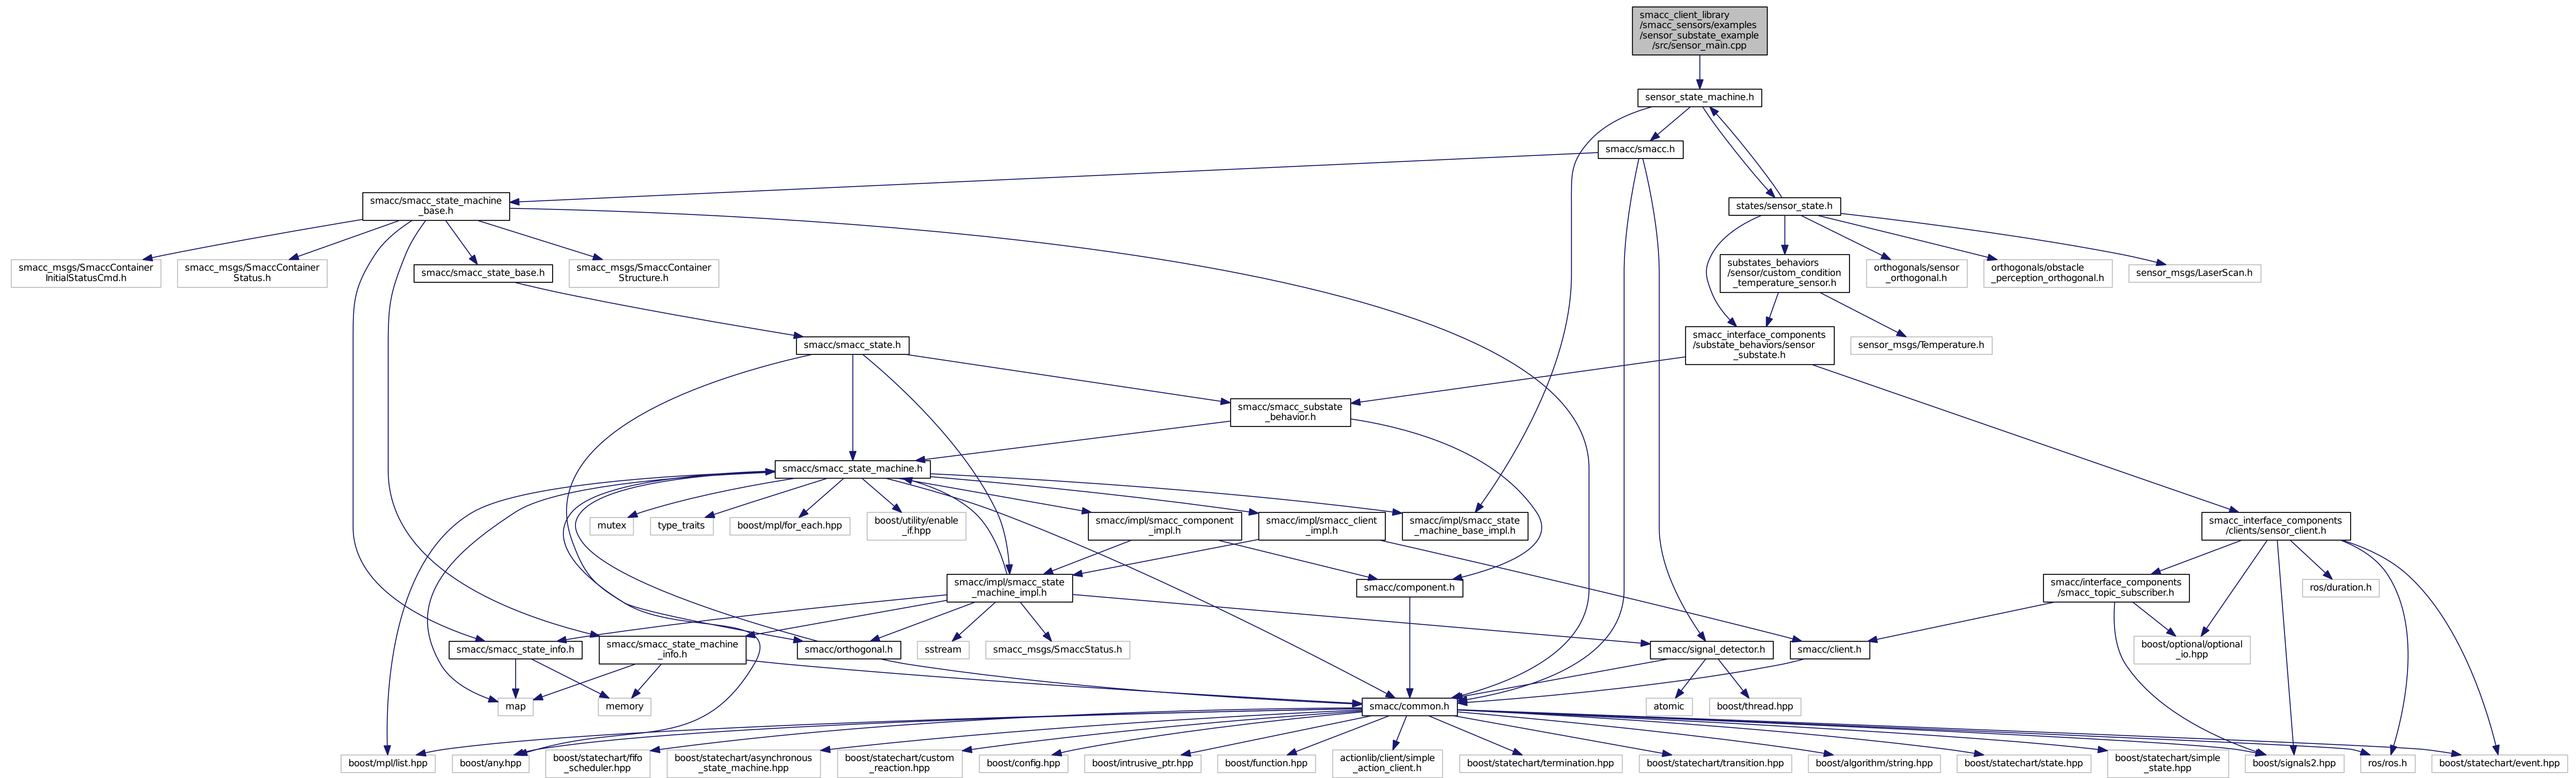 smacc_client_library
/smacc_sensors/examples
/sensor_substate_example
/src/sensor_main.cpp
sensor_state_machine.h
smacc/smacc.h
smacc/smacc_state_machine
_base.h
states/sensor_state.h
smacc_msgs/SmaccContainer
InitialStatusCmd.h
smacc_msgs/SmaccContainer
Status.h
smacc/smacc_state_base.h
smacc_msgs/SmaccContainer
Structure.h
substates_behaviors
/sensor/custom_condition
_temperature_sensor.h
orthogonals/sensor
_orthogonal.h
orthogonals/obstacle
_perception_orthogonal.h
sensor_msgs/LaserScan.h
smacc/smacc_state.h
smacc_interface_components
/substate_behaviors/sensor
_substate.h
sensor_msgs/Temperature.h
smacc/smacc_substate
_behavior.h
smacc/smacc_state_machine.h
mutex
type_traits
boost/mpl/for_each.hpp
boost/utility/enable
_if.hpp
smacc/impl/smacc_component
_impl.h
smacc/impl/smacc_client
_impl.h
smacc/impl/smacc_state
_machine_base_impl.h
smacc_interface_components
/clients/sensor_client.h
smacc/impl/smacc_state
_machine_impl.h
smacc/component.h
smacc/interface_components
/smacc_topic_subscriber.h
ros/duration.h
smacc/smacc_state_info.h
smacc/smacc_state_machine
_info.h
smacc/orthogonal.h
sstream
smacc_msgs/SmaccStatus.h
smacc/signal_detector.h
smacc/client.h
boost/optional/optional
_io.hpp
map
memory
smacc/common.h
atomic
boost/thread.hpp
boost/mpl/list.hpp
boost/any.hpp
boost/statechart/fifo
_scheduler.hpp
boost/statechart/asynchronous
_state_machine.hpp
boost/statechart/custom
_reaction.hpp
boost/config.hpp
boost/intrusive_ptr.hpp
boost/function.hpp
actionlib/client/simple
_action_client.h
boost/statechart/termination.hpp
boost/statechart/transition.hpp
boost/algorithm/string.hpp
boost/statechart/state.hpp
boost/statechart/simple
_state.hpp
boost/signals2.hpp
ros/ros.h
boost/statechart/event.hpp